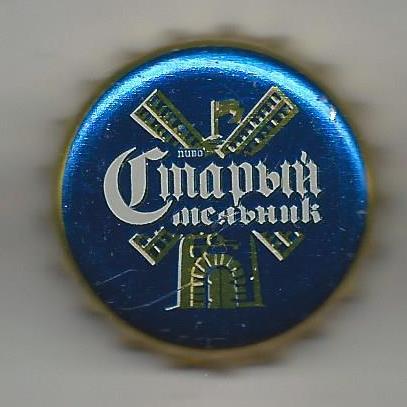 пиво
Старый
мельник